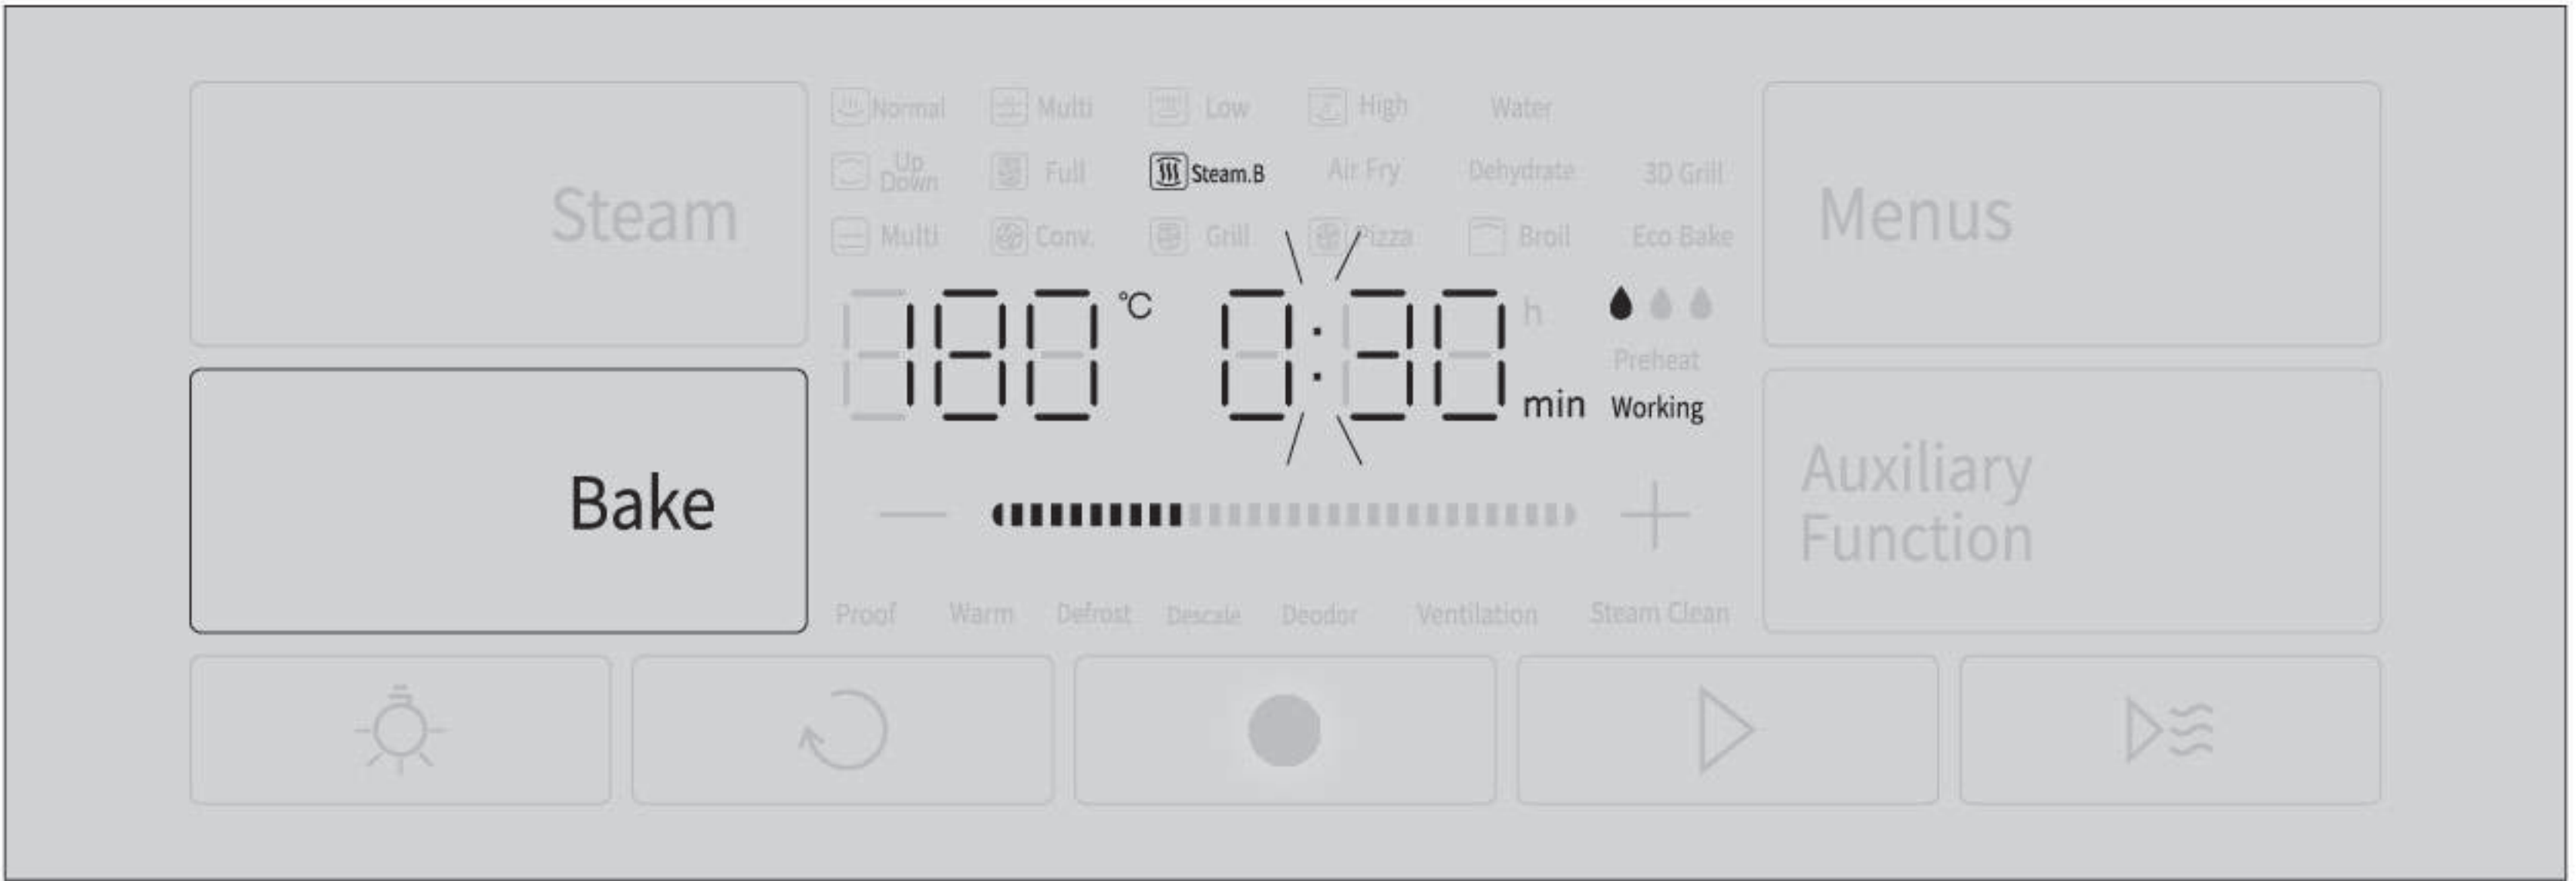 Normal Multi Low High Water
Up Down Full Steam.B Air Fry Dehydrate 3D Grill
Multi Conv. Grill Pizza Broil Eco Bake
Steam
Menus
180 °C 0:30 h min
Preheat
Working
Bake
Auxiliary
Function
Proof Warm Defrost Descale Deodor Ventilation Steam Clean